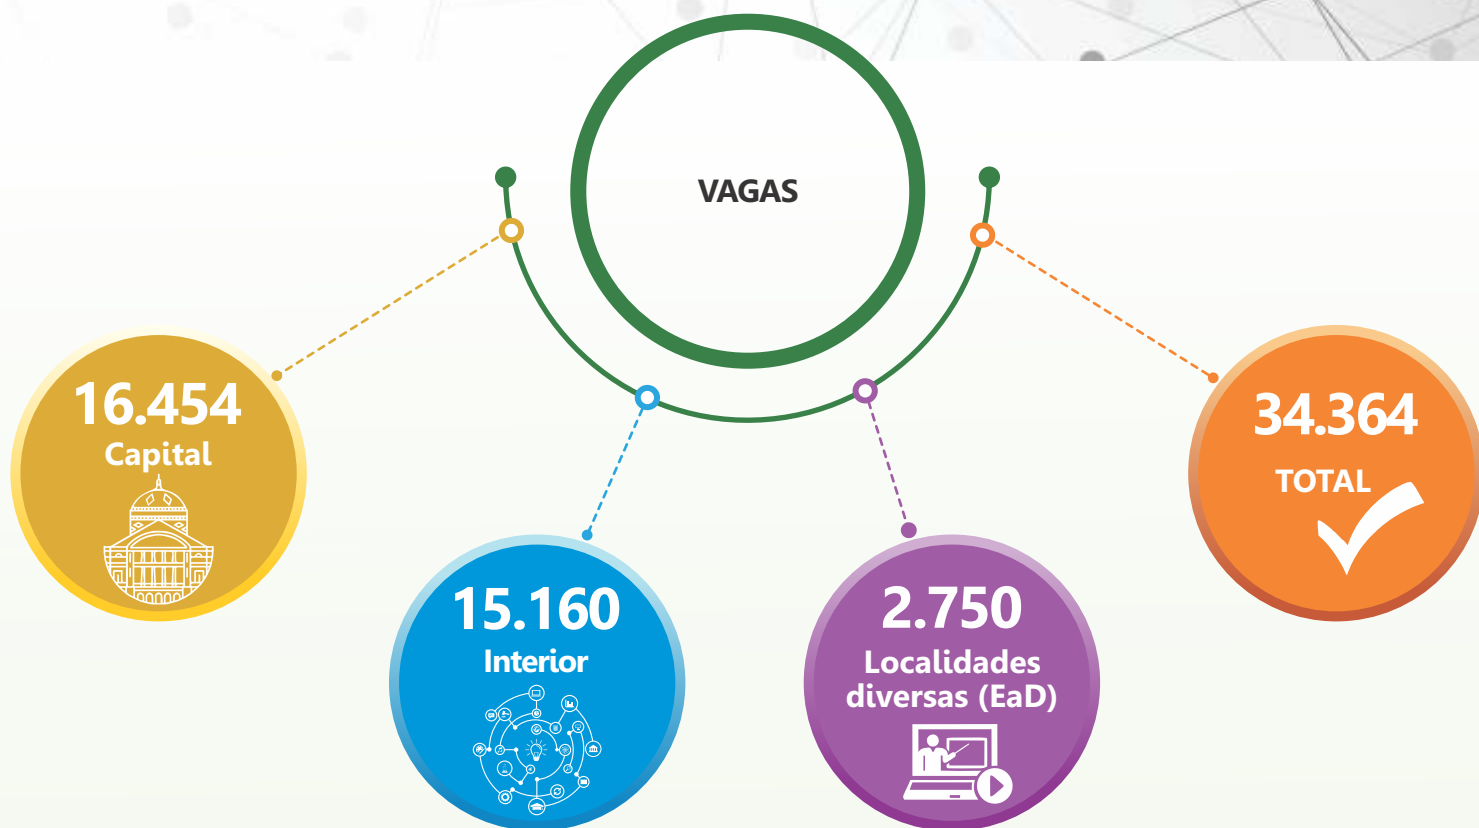 VAGAS
16.454
Capital
15.160
Interior
2.750
Localidades
diversas (EaD)
34.364
TOTAL